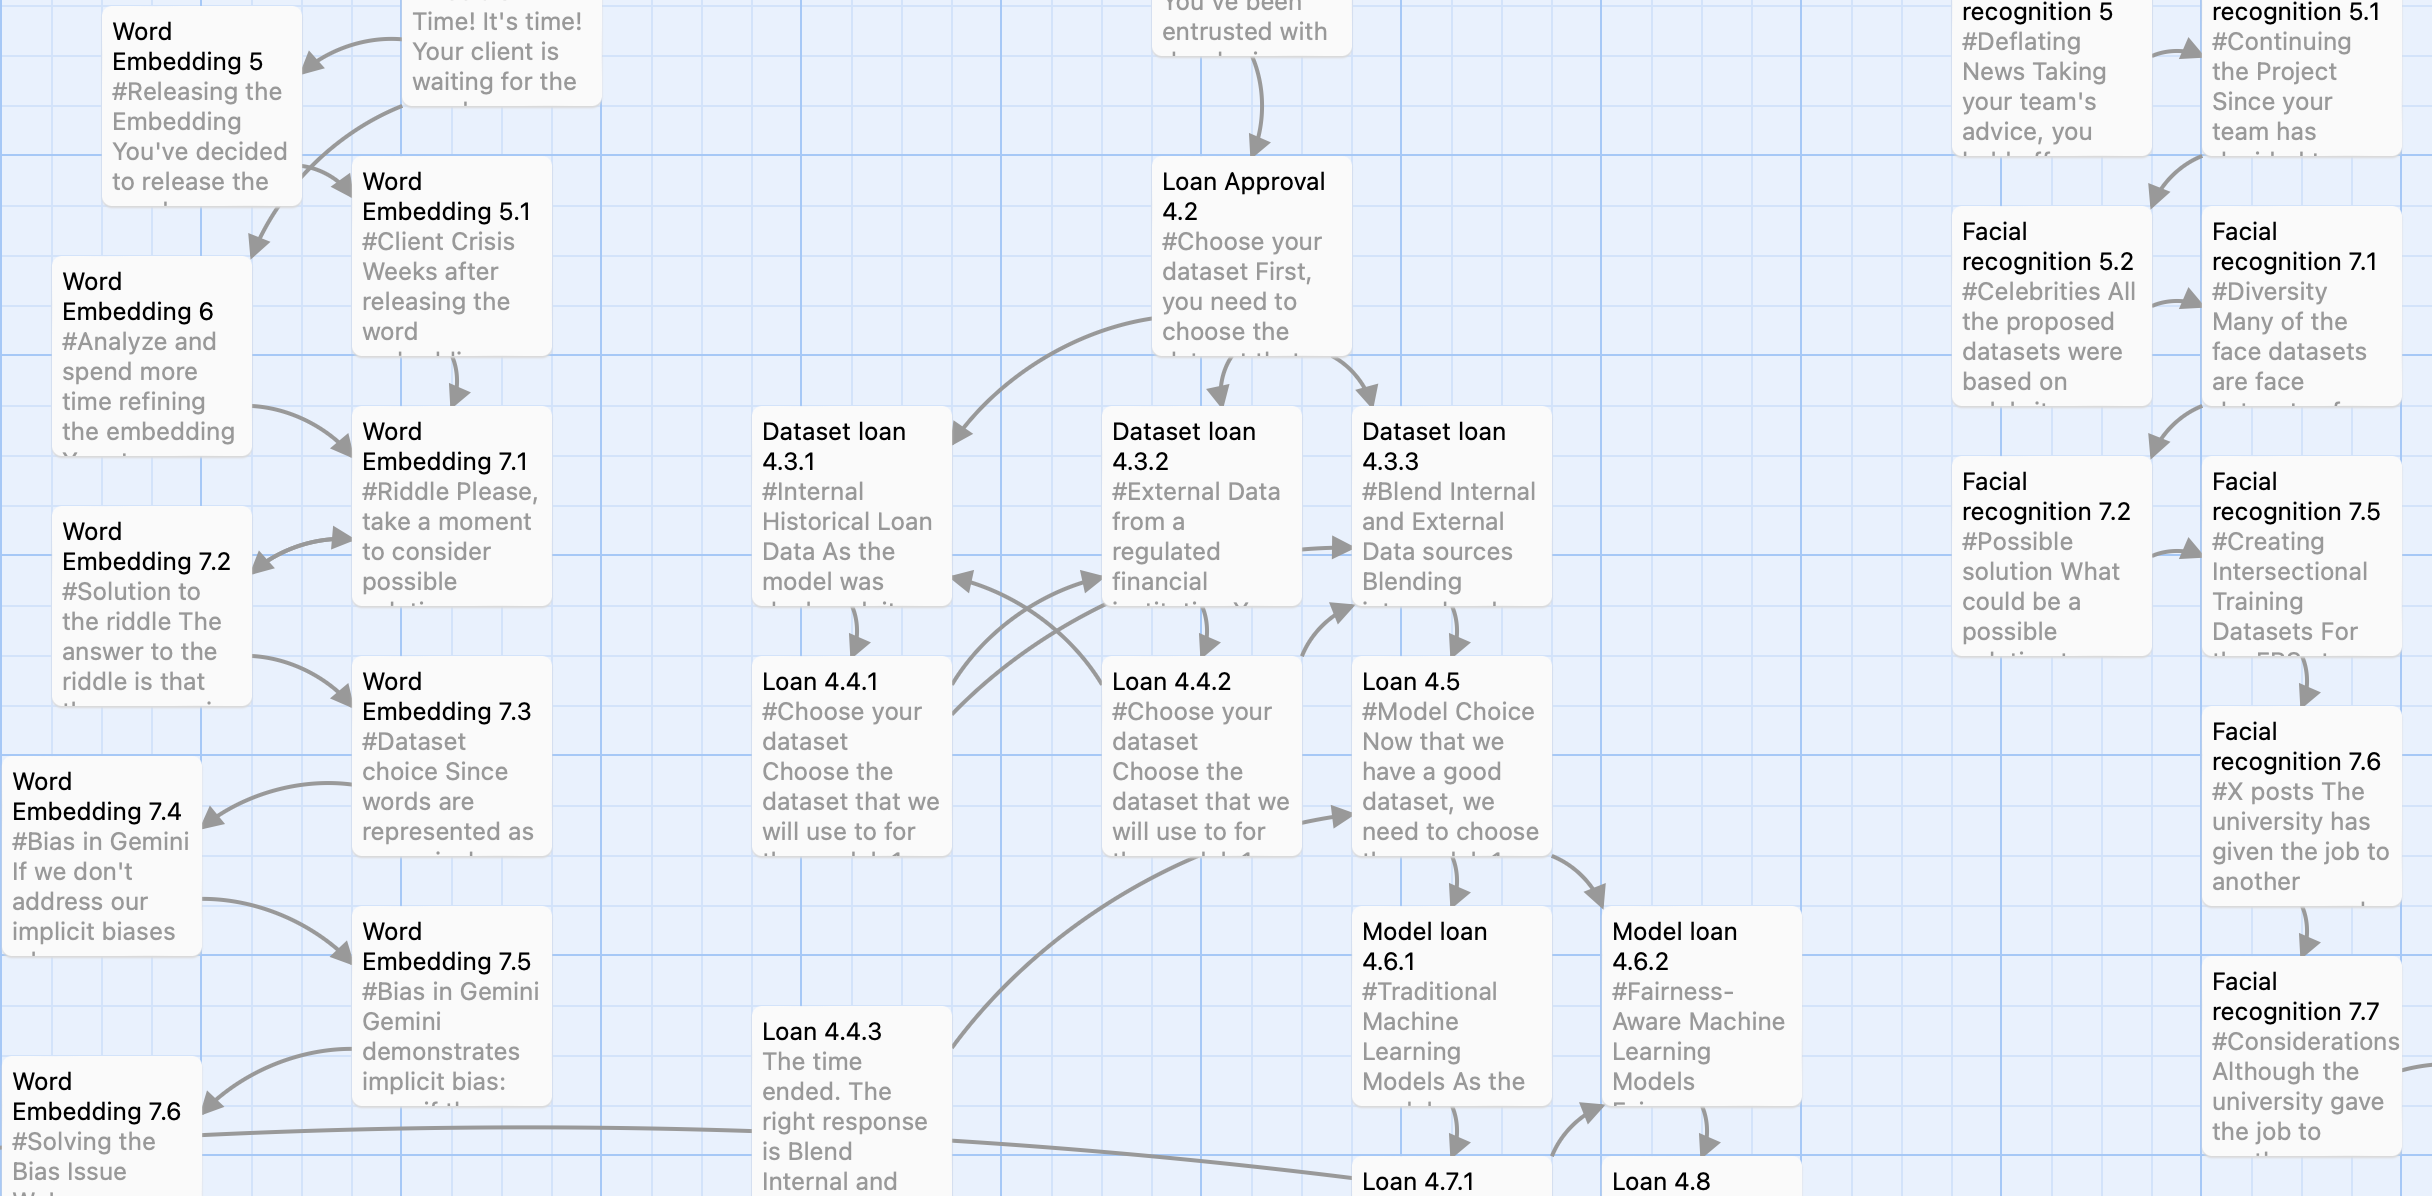 Word
Embedding 5
#Releasing the
Embedding
You've decided
to release the
Time! It's time!
Your client is
waiting for the
Word
Embedding 5.1
#Client Crisis
Weeks after
releasing the
word
Word
Embedding 6
#Analyze and
spend more
time refining
the embedding
Word
Embedding 7.1
#Riddle Please,
take a moment
to consider
possible
Word
Embedding 7.2
#Solution to
the riddle The
answer to the
riddle is that
Word
Embedding 7.3
#Dataset
choice Since
words are
represented as
Word
Embedding 7.4
#Bias in Gemini
If we don't
address our
implicit biases
Word
Embedding 7.5
#Bias in Gemini
Gemini
demonstrates
implicit bias:
Word
Embedding 7.6
#Solving the
Bias Issue
You've been
entrusted with
Loan Approval
4.2
#Choose your
dataset First,
you need to
choose the
dataset that
Dataset loan
4.3.1
#Internal
Historical Loan
Data As the
model was
Dataset loan
4.3.2
#External Data
from a
regulated
financial
Dataset loan
4.3.3
#Blend Internal
and External
Data sources
Blending
Loan 4.4.1
#Choose your
dataset
Choose the
dataset that we
will use to for
Loan 4.4.2
#Choose your
dataset
Choose the
dataset that we
will use to for
Loan 4.5
#Model Choice
Now that we
have a good
dataset, we
need to choose
Loan 4.4.3
The time
ended. The
right response
is Blend
Internal and
Model loan
4.6.1
#Traditional
Machine
Learning
Models As the
Model loan
4.6.2
#Fairness-
Aware Machine
Learning
Models
Loan 4.7.1
Loan 4.8
recognition 5
#Deflating
News Taking
your team's
advice, you
recognition 5.1
#Continuing
the Project
Since your
team has
Facial
recognition 5.2
#Celebrities All
the proposed
datasets were
based on
Facial
recognition 7.1
#Diversity
Many of the
face datasets
are face
Facial
recognition 7.2
#Possible
solution What
could be a
possible
Facial
recognition 7.5
#Creating
Intersectional
Training
Datasets For
Facial
recognition 7.6
#X posts The
university has
given the job to
another
Facial
recognition 7.7
#Considerations
Although the
university gave
the job to